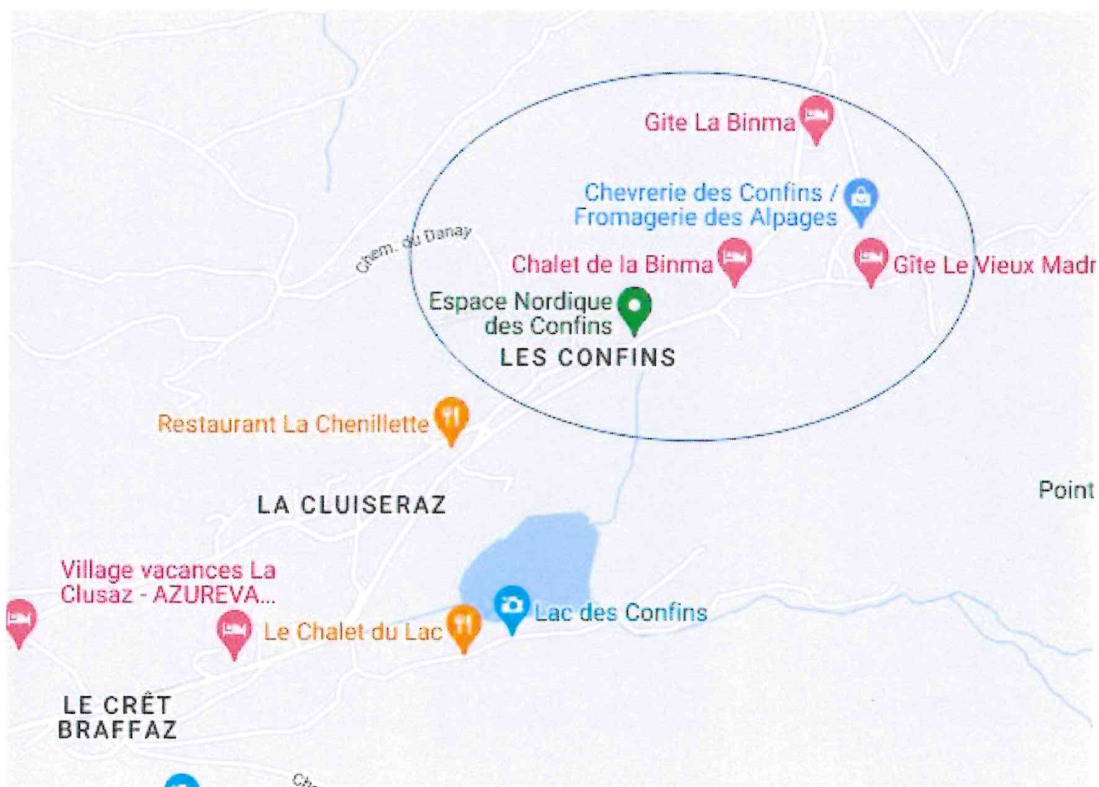 Gite La Binma
Chevrerie des Confins /
Fromagerie des Alpages
Chem. du Danay
Chalet de la Binma
Gîte Le Vieux Madr
Espace Nordique
des Confins
LES CONFINS
Restaurant La Chenillette
LA CLUISERAZ
Point
Village vacances La
Clusaz - AZUREVA...
Lac des Confins
Le Chalet du Lac
LE CRÊT
BRAFFAZ
Che